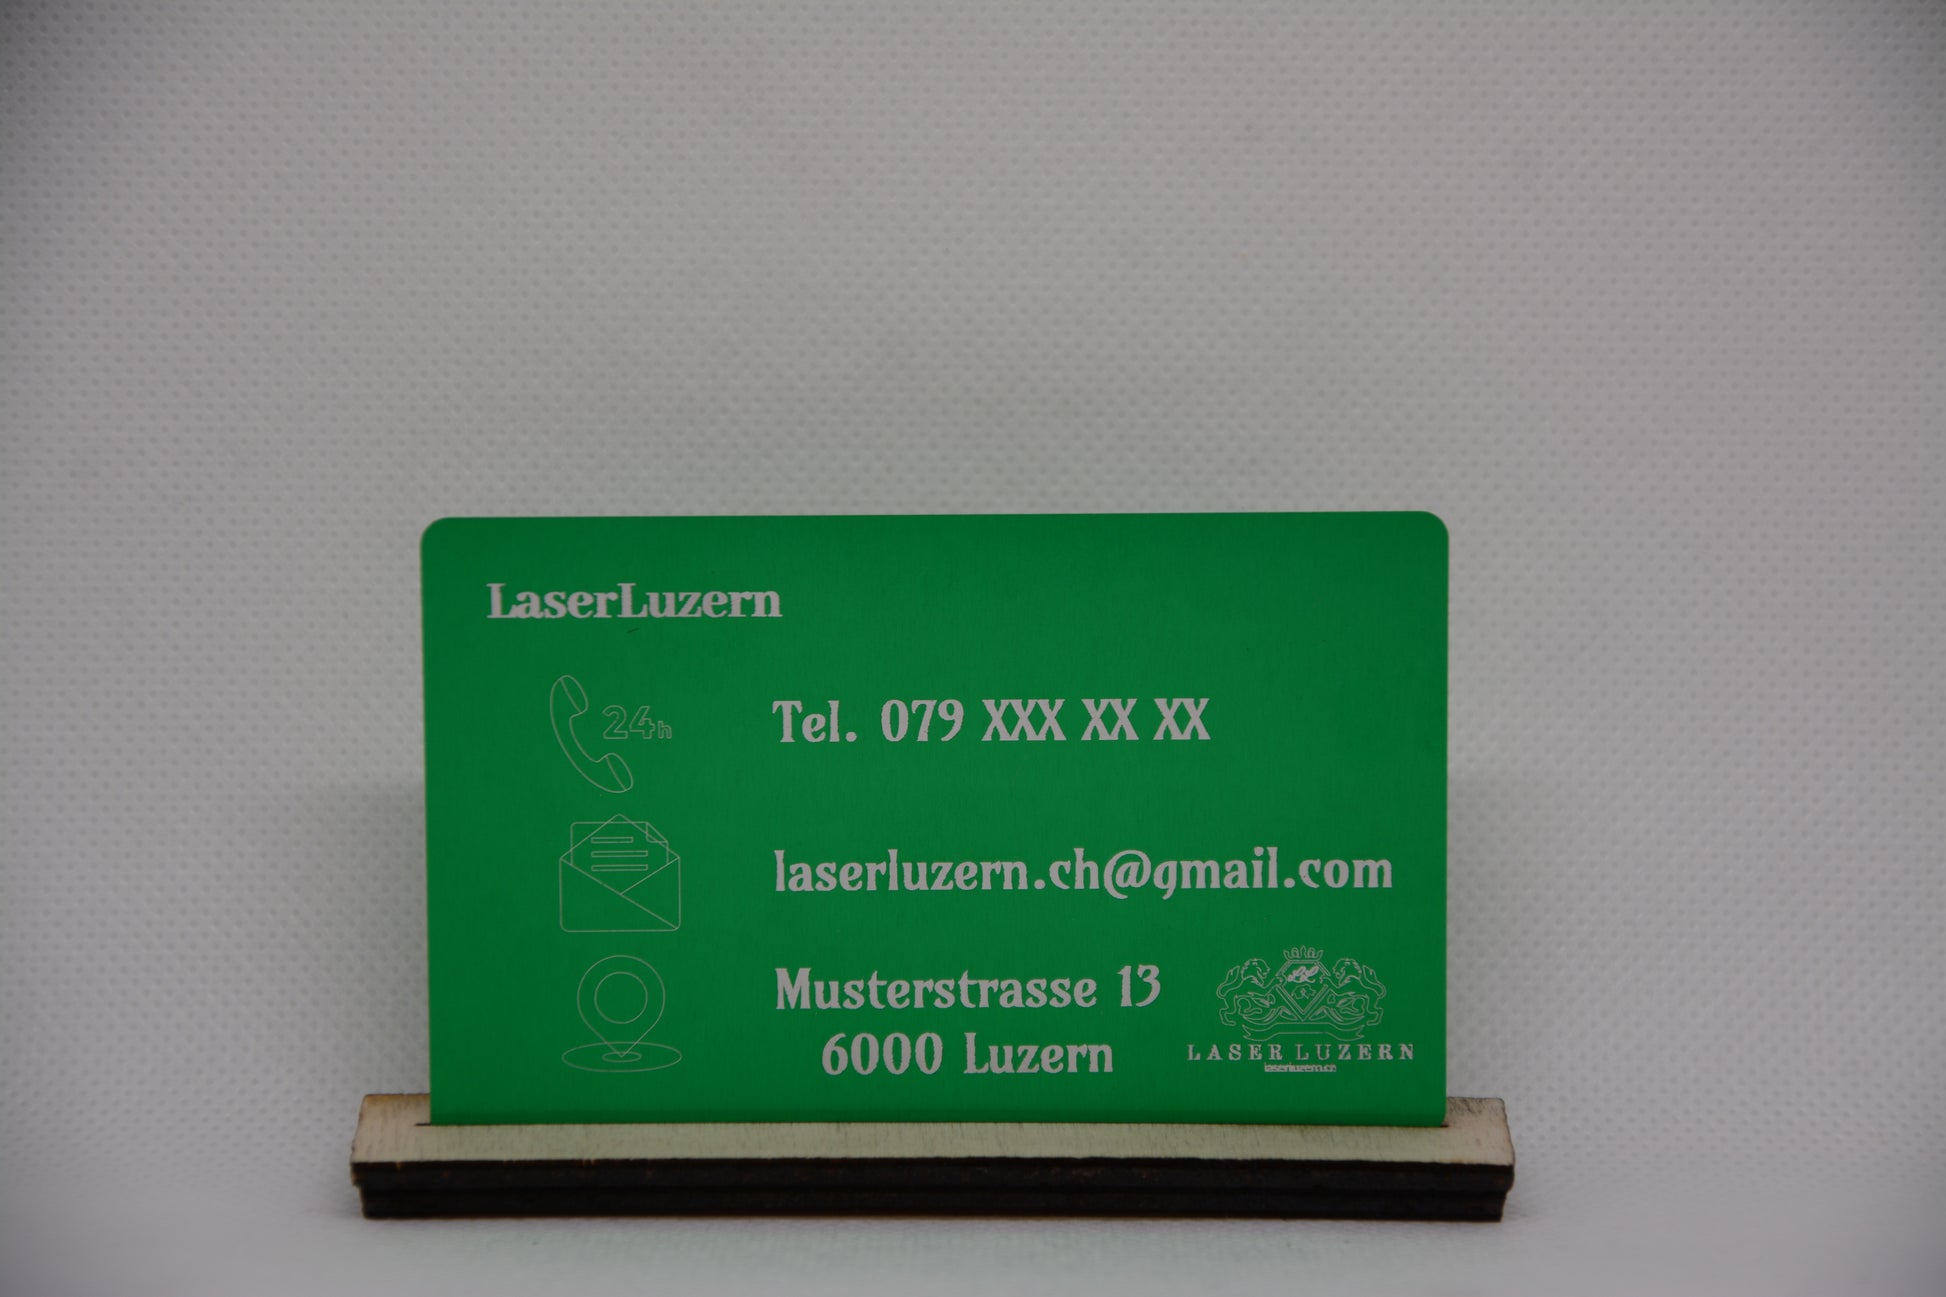 LaserLuzern
24h
Tel. 079 XXX XX XX
laserluzern.ch@gmail.com
Musterstrasse 13
6000 Luzern
LASER LUZERN
laserluzern.ch